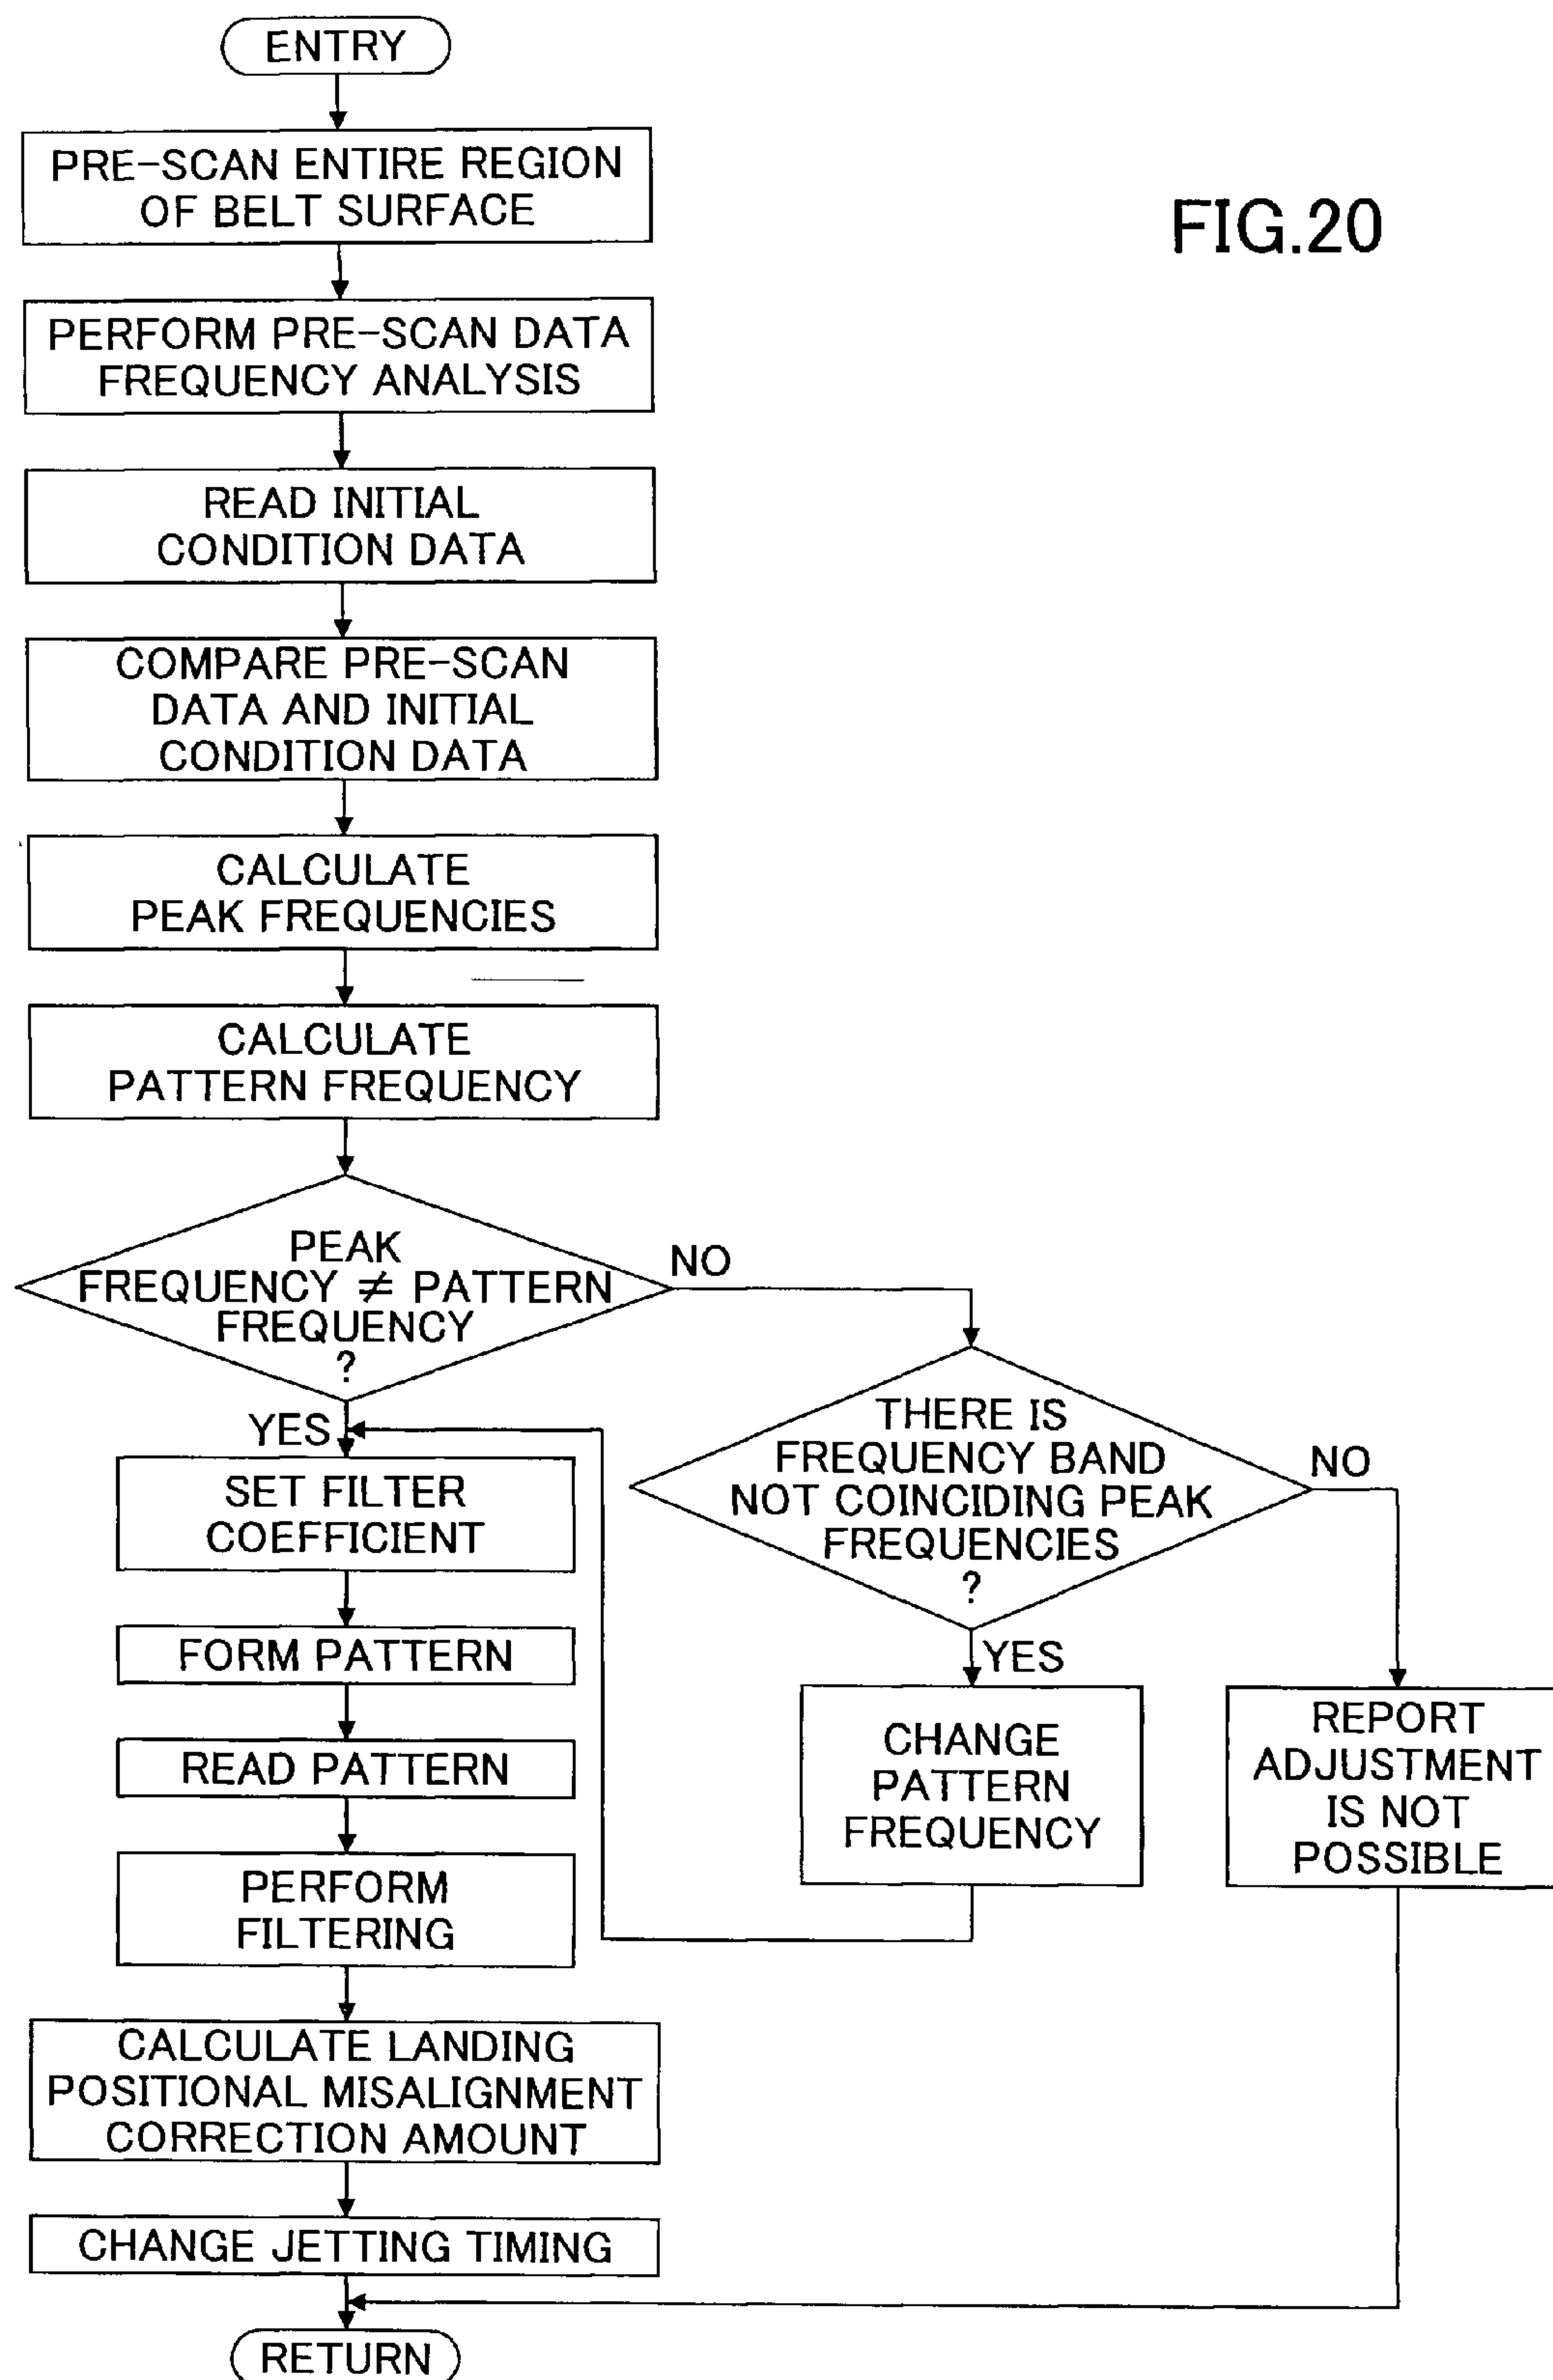 ENTRY
PRE-SCAN ENTIRE REGION
OF BELT SURFACE
FIG.20
PERFORM PRE-SCAN DATA
FREQUENCY ANALYSIS
READ INITIAL
CONDITION DATA
COMPARE PRE-SCAN
DATA AND INITIAL
CONDITION DATA
CALCULATE
PEAK FREQUENCIES
CALCULATE
PATTERN FREQUENCY
PEAK
FREQUENCY ≠ PATTERN
FREQUENCY
?
NO
YES
THERE IS
FREQUENCY BAND
NOT COINCIDING PEAK
FREQUENCIES
?
NO
YES
SET FILTER
COEFFICIENT
FORM PATTERN
READ PATTERN
PERFORM
FILTERING
CHANGE
PATTERN
FREQUENCY
REPORT
ADJUSTMENT
IS NOT
POSSIBLE
CALCULATE LANDING
POSITIONAL MISALIGNMENT
CORRECTION AMOUNT
CHANGE JETTING TIMING
RETURN